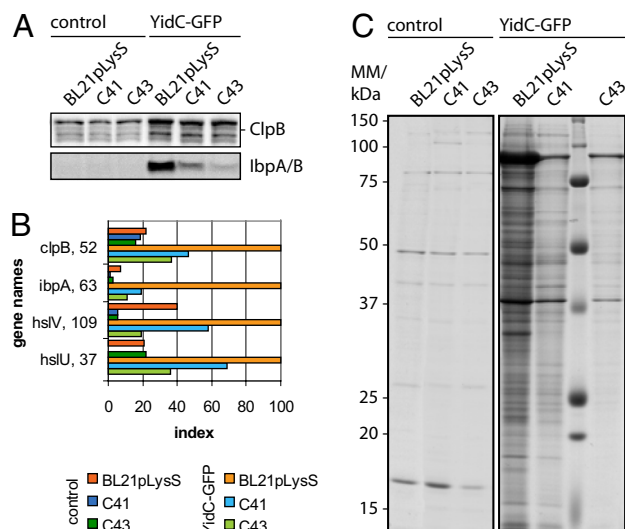 A
control YidC-GFP
BL21pLysS C41 C43 BL21pLysS C41 C43
ClpB
IbpA/B
B
gene names
clpB, 52
ibpA, 63
hslV, 109
hslU, 37
0 20 40 60 80 100
index
control
BL21pLysS
C41
C43
YidC-GFP
BL21pLysS
C41
C43
C
control YidC-GFP
MM/
kDa
BL21pLysS C41 C43 BL21pLysS C41 C43
150
100
75
50
37
25
20
15